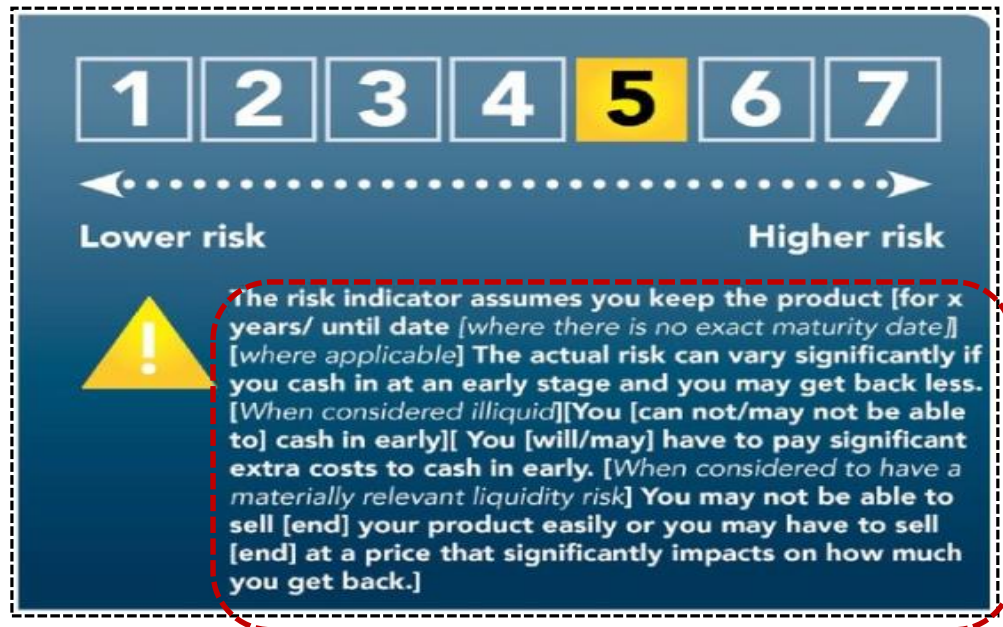 1 2 3 4 5 6 7
Lower risk Higher risk
!
The risk indicator assumes you keep the product [for x
years/ until date [where there is no exact maturity date]]
[where applicable] The actual risk can vary significantly if
you cash in at an early stage and you may get back less.
[When considered illiquid][You [can not/may not be able
to] cash in early][ You [will/may] have to pay significant
extra costs to cash in early. [When considered to have a
materially relevant liquidity risk] You may not be able to
sell [end] your product easily or you may have to sell
[end] at a price that significantly impacts on how much
you get back.]